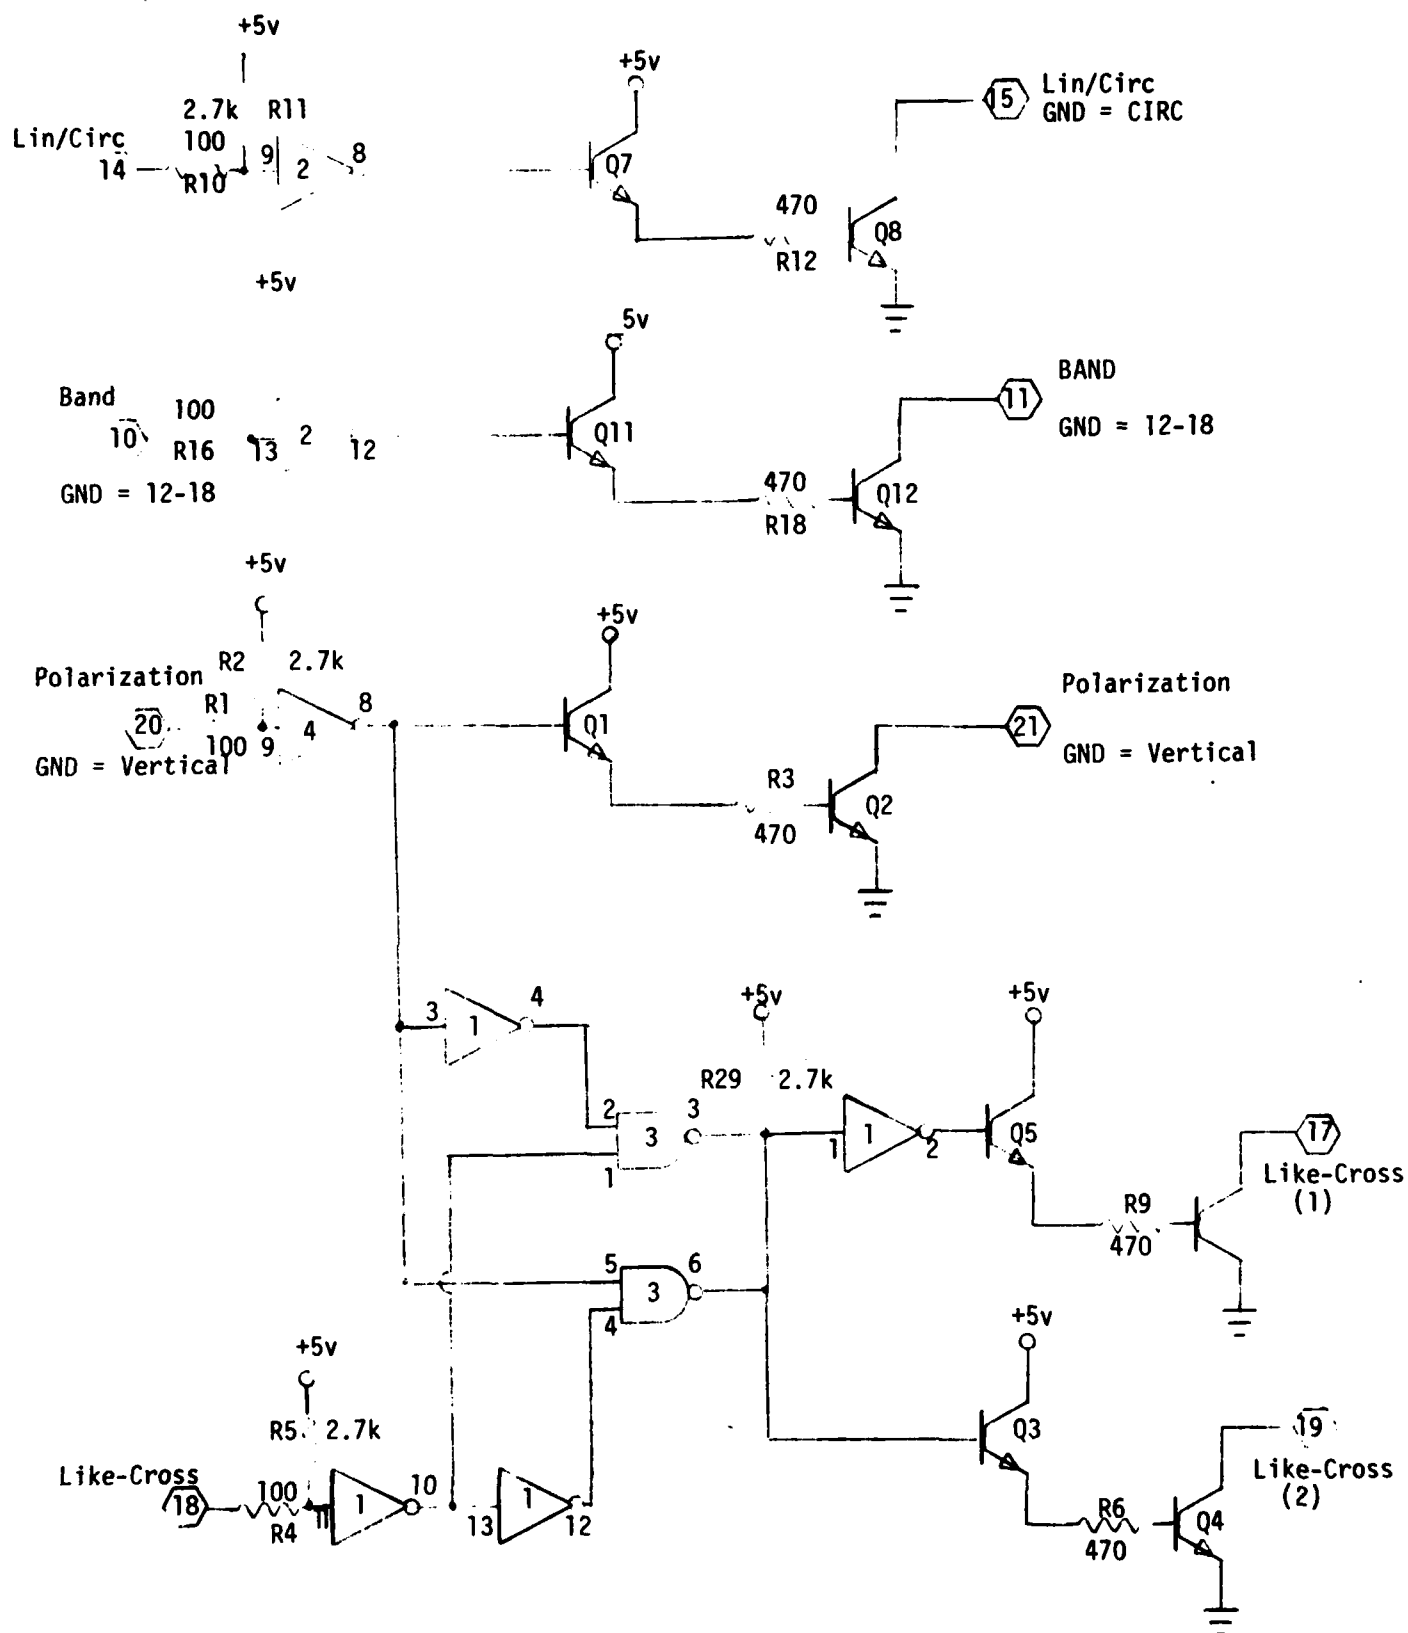 +5v
2.7k R11
Lin/Circ
100
14
R10
9
2
8
+5v
Q7
470
R12
Q8
15
Lin/Circ
GND = CIRC
+5v
Band
10
100
R16
13
2
12
GND = 12-18
5v
Q11
470
R18
Q12
11
BAND
GND = 12-18
+5v
R2 2.7k
Polarization
20
R1
100
9
4
8
GND = Vertical
+5v
Q1
R3
470
Q2
21
Polarization
GND = Vertical
3
1
4
2
3
3
1
+5v
R29 2.7k
1
1
2
+5v
Q5
R9
470
17
Like-Cross
(1)
5
3
6
4
+5v
R5 2.7k
Like-Cross
18
100
R4
11
1
10
13
1
12
+5v
Q3
R6
470
Q4
19
Like-Cross
(2)